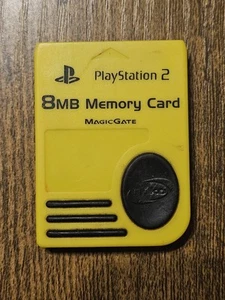 PlayStation 2
8MB Memory Card
MAGICGATE